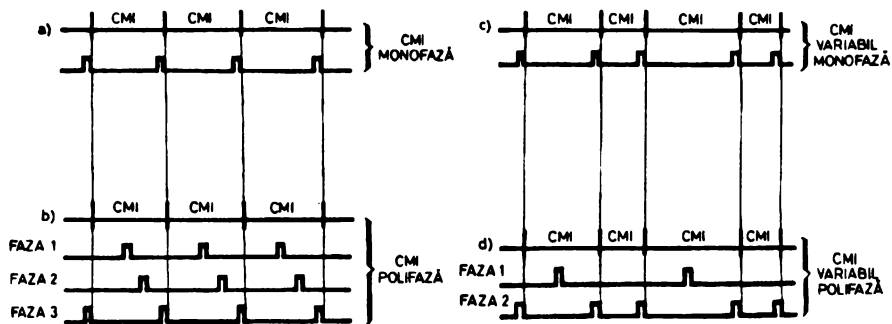 a) CMI CMI CMI
CMI
MONOFAZĂ
b) CMI CMI CMI
FAZA 1
FAZA 2
FAZA 3
CMI
POLIFAZĂ
c) CMI CMI CMI CMI
CMI
VARIABIL
MONOFAZĂ
d) CMI CMI CMI CMI
FAZA 1
FAZA 2
CMI
VARIABIL
POLIFAZĂ